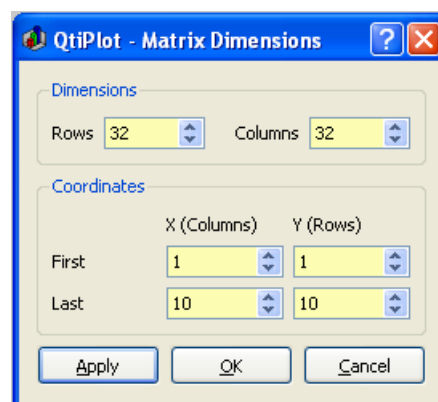 QtiPlot - Matrix Dimensions ?
Dimensions
Rows 32 Columns 32
Coordinates
X (Columns) Y (Rows)
First 1 1
Last 10 10
Apply OK Cancel